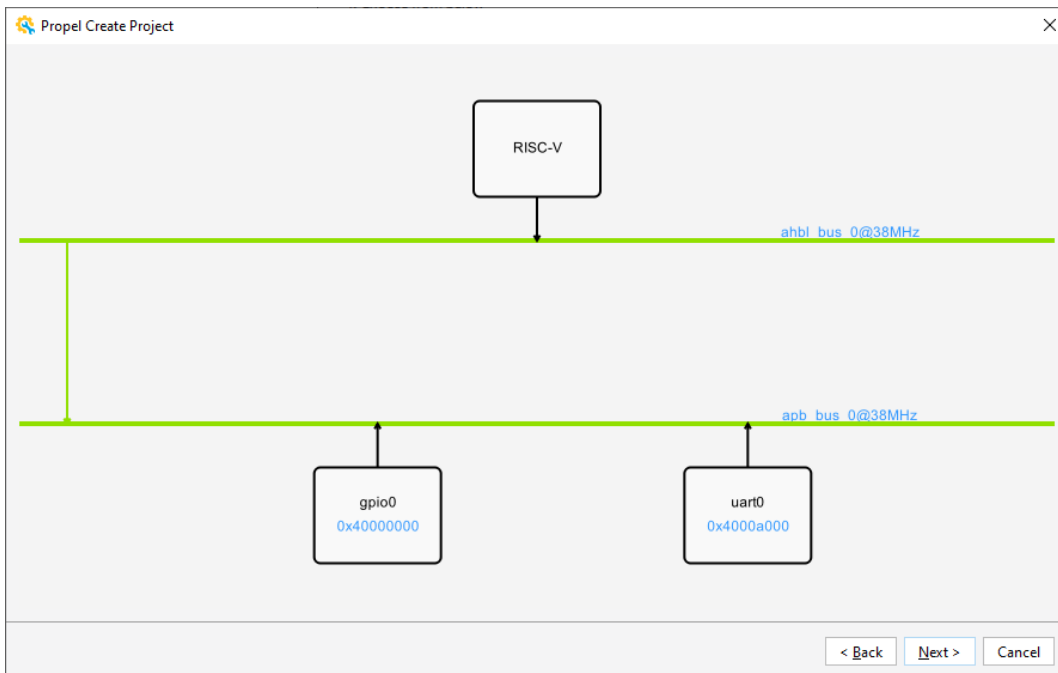 Propel Create Project
RISC-V
ahbl_bus_0@38MHz
apb_bus_0@38MHz
gpio0
0x40000000
uart0
0x4000a000
< Back
Next >
Cancel